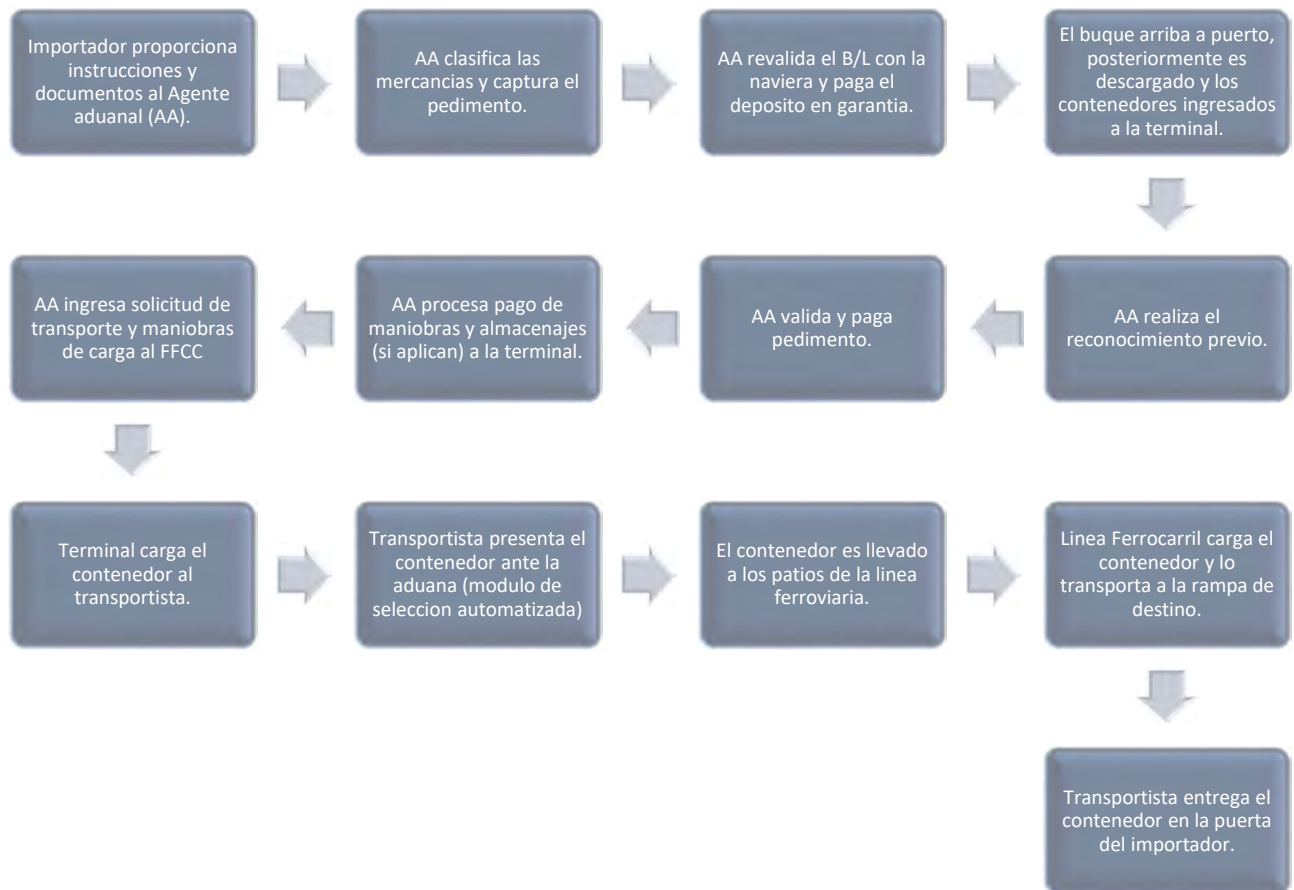 Importador proporciona
instrucciones y
documentos al Agente
aduanal (AA).
AA clasifica las
mercancias y captura el
pedimento.
AA revalida el B/L con la
naviera y paga el
deposito en garantia.
El buque arriba a puerto,
posteriormente es
descargado y los
contenedores ingresados
a la terminal.
AA realiza el
reconocimiento previo.
AA valida y paga
pedimento.
AA procesa pago de
maniobras y almacenajes
(si aplican) a la terminal.
AA ingresa solicitud de
transporte y maniobras
de carga al FFCC
Terminal carga el
contenedor al
transportista.
Transportista presenta el
contenedor ante la
aduana (modulo de
seleccion automatizada)
El contenedor es llevado
a los patios de la linea
ferroviaria.
Linea Ferrocarril carga el
contenedor y lo
transporta a la rampa de
destino.
Transportista entrega el
contenedor en la puerta
del importador.